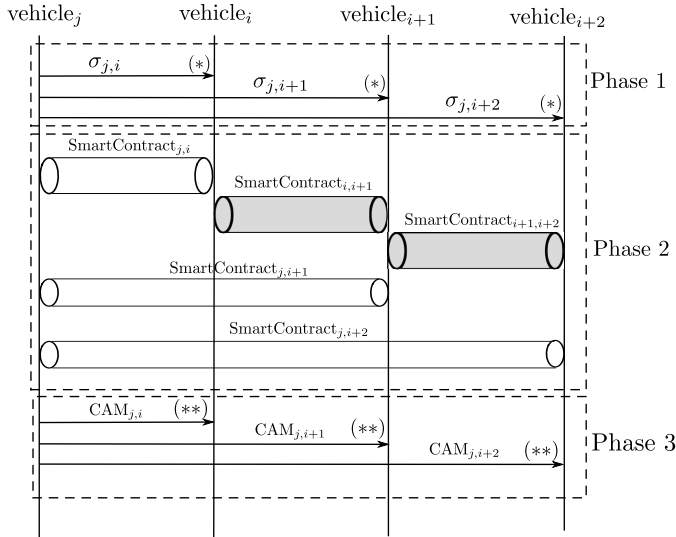 vehicle_j vehicle_i vehicle_{i+1} vehicle_{i+2}
σ_{j,i} (*)
σ_{j,i+1} (*)
σ_{j,i+2} (*)
Phase 1
SmartContract_{j,i}
SmartContract_{i,i+1}
SmartContract_{i+1,i+2}
Phase 2
SmartContract_{j,i+1}
SmartContract_{j,i+2}
CAM_{j,i} (**)
CAM_{j,i+1} (**)
CAM_{j,i+2} (**)
Phase 3